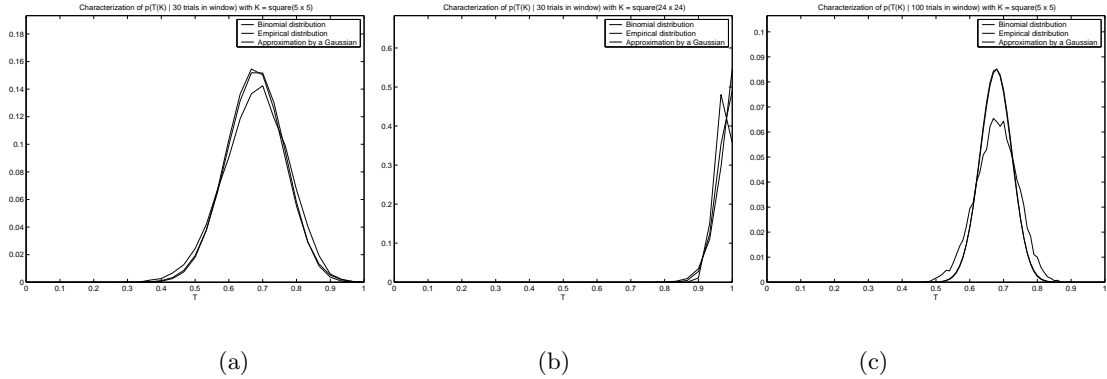 Characterization of p(T(K) | 30 trials in window) with K = square(5 x 5)
Binomial distribution
Empirical distribution
Approximation by a Gaussian
0.18
0.16
0.14
0.12
0.1
0.08
0.06
0.04
0.02
0
0 0.1 0.2 0.3 0.4 0.5 0.6 0.7 0.8 0.9 1
T
(a)
Characterization of p(T(K) | 30 trials in window) with K = square(24 x 24)
Binomial distribution
Empirical distribution
Approximation by a Gaussian
0.6
0.5
0.4
0.3
0.2
0.1
0
0 0.1 0.2 0.3 0.4 0.5 0.6 0.7 0.8 0.9 1
T
(b)
Characterization of p(T(K) | 100 trials in window) with K = square(5 x 5)
Binomial distribution
Empirical distribution
Approximation by a Gaussian
0.1
0.09
0.08
0.07
0.06
0.05
0.04
0.03
0.02
0.01
0
0 0.1 0.2 0.3 0.4 0.5 0.6 0.7 0.8 0.9 1
T
(c)